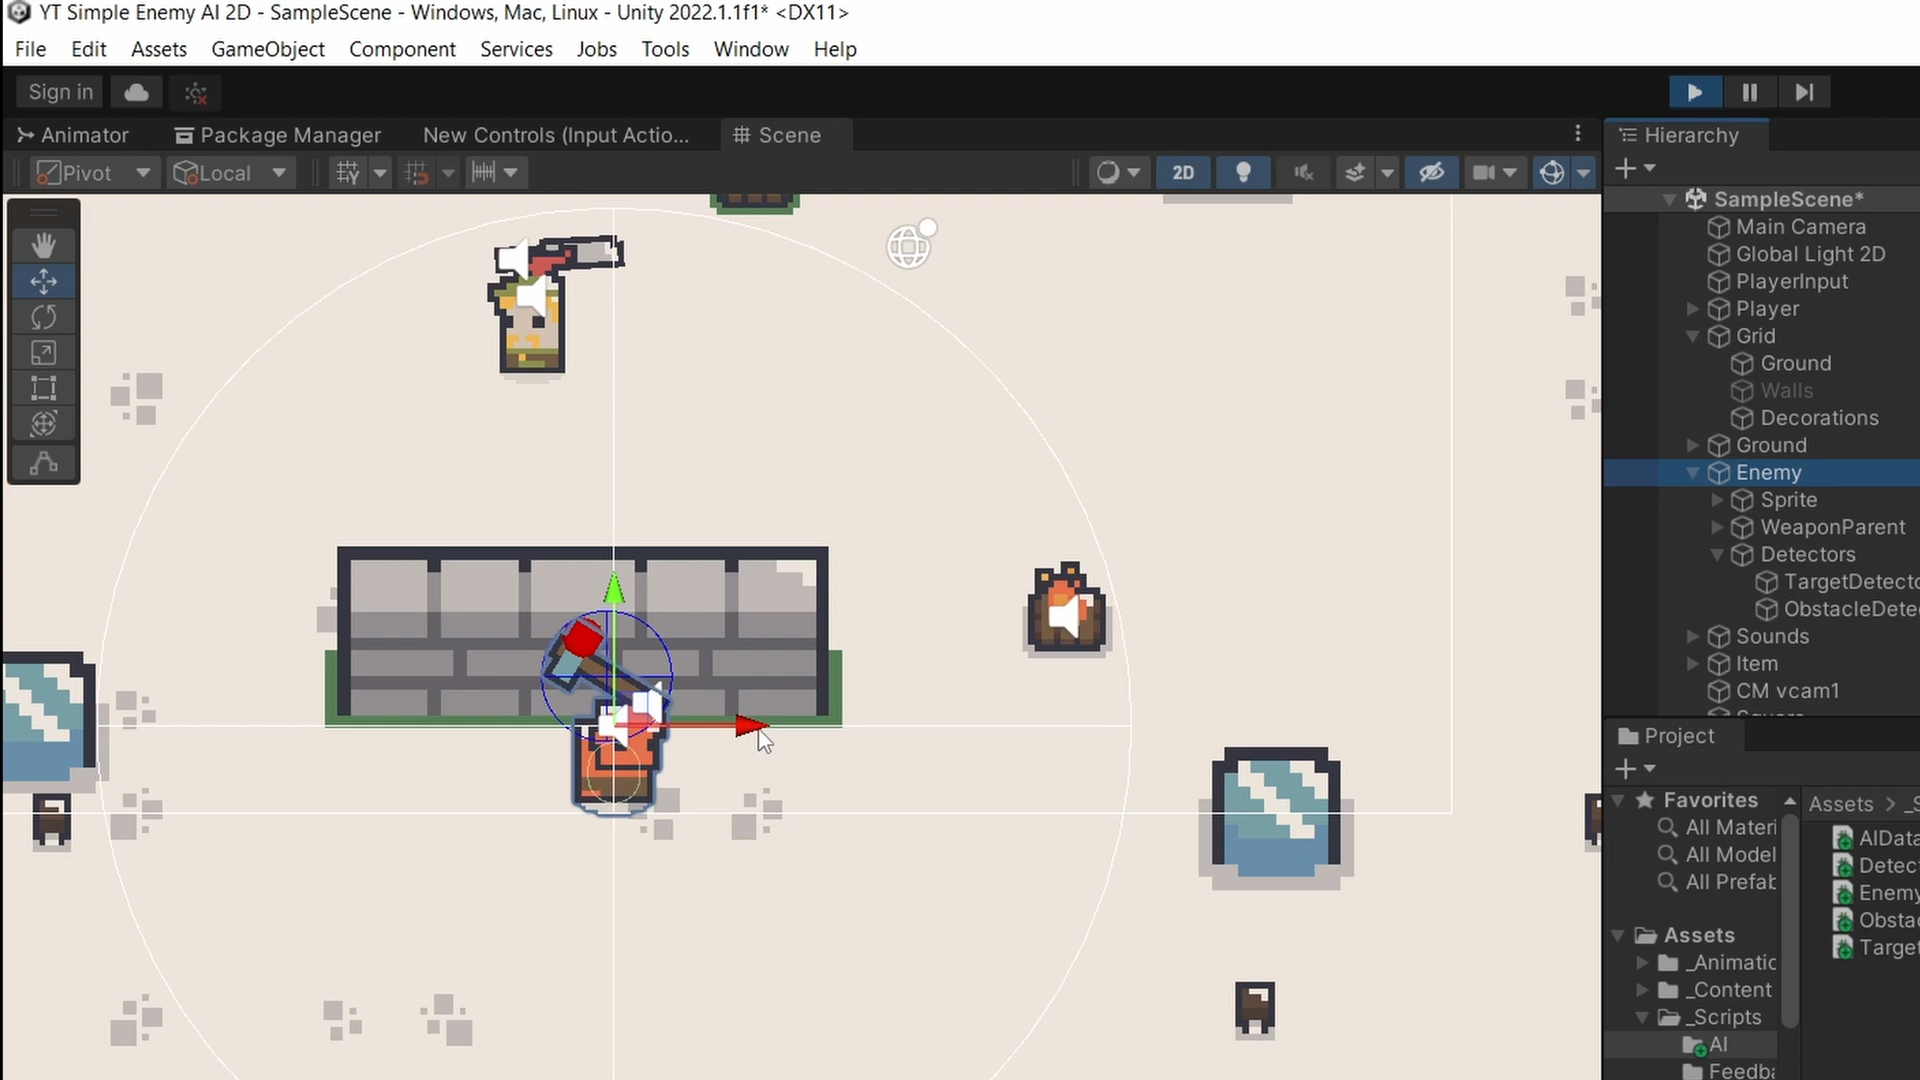 YT Simple Enemy AI 2D - SampleScene - Windows, Mac, Linux - Unity 2022.1.1f1* <DX11>
File Edit Assets GameObject Component Services Jobs Tools Window Help
Sign in
Animator Package Manager New Controls (Input Actio... Scene
Pivot Local 2D
Hierarchy
SampleScene*
Main Camera
Global Light 2D
PlayerInput
Player
Grid
Ground
Walls
Decorations
Ground
Enemy
Sprite
WeaponParent
Detectors
TargetDetecto
ObstacleDete
Sounds
Item
CM vcam1
Project
Favorites
All Materi
All Model
All Prefab
Assets
_Animatic
_Content
_Scripts
AI
Feedba
Assets > _S
AIData
Detect
Enemy
Obstac
Target